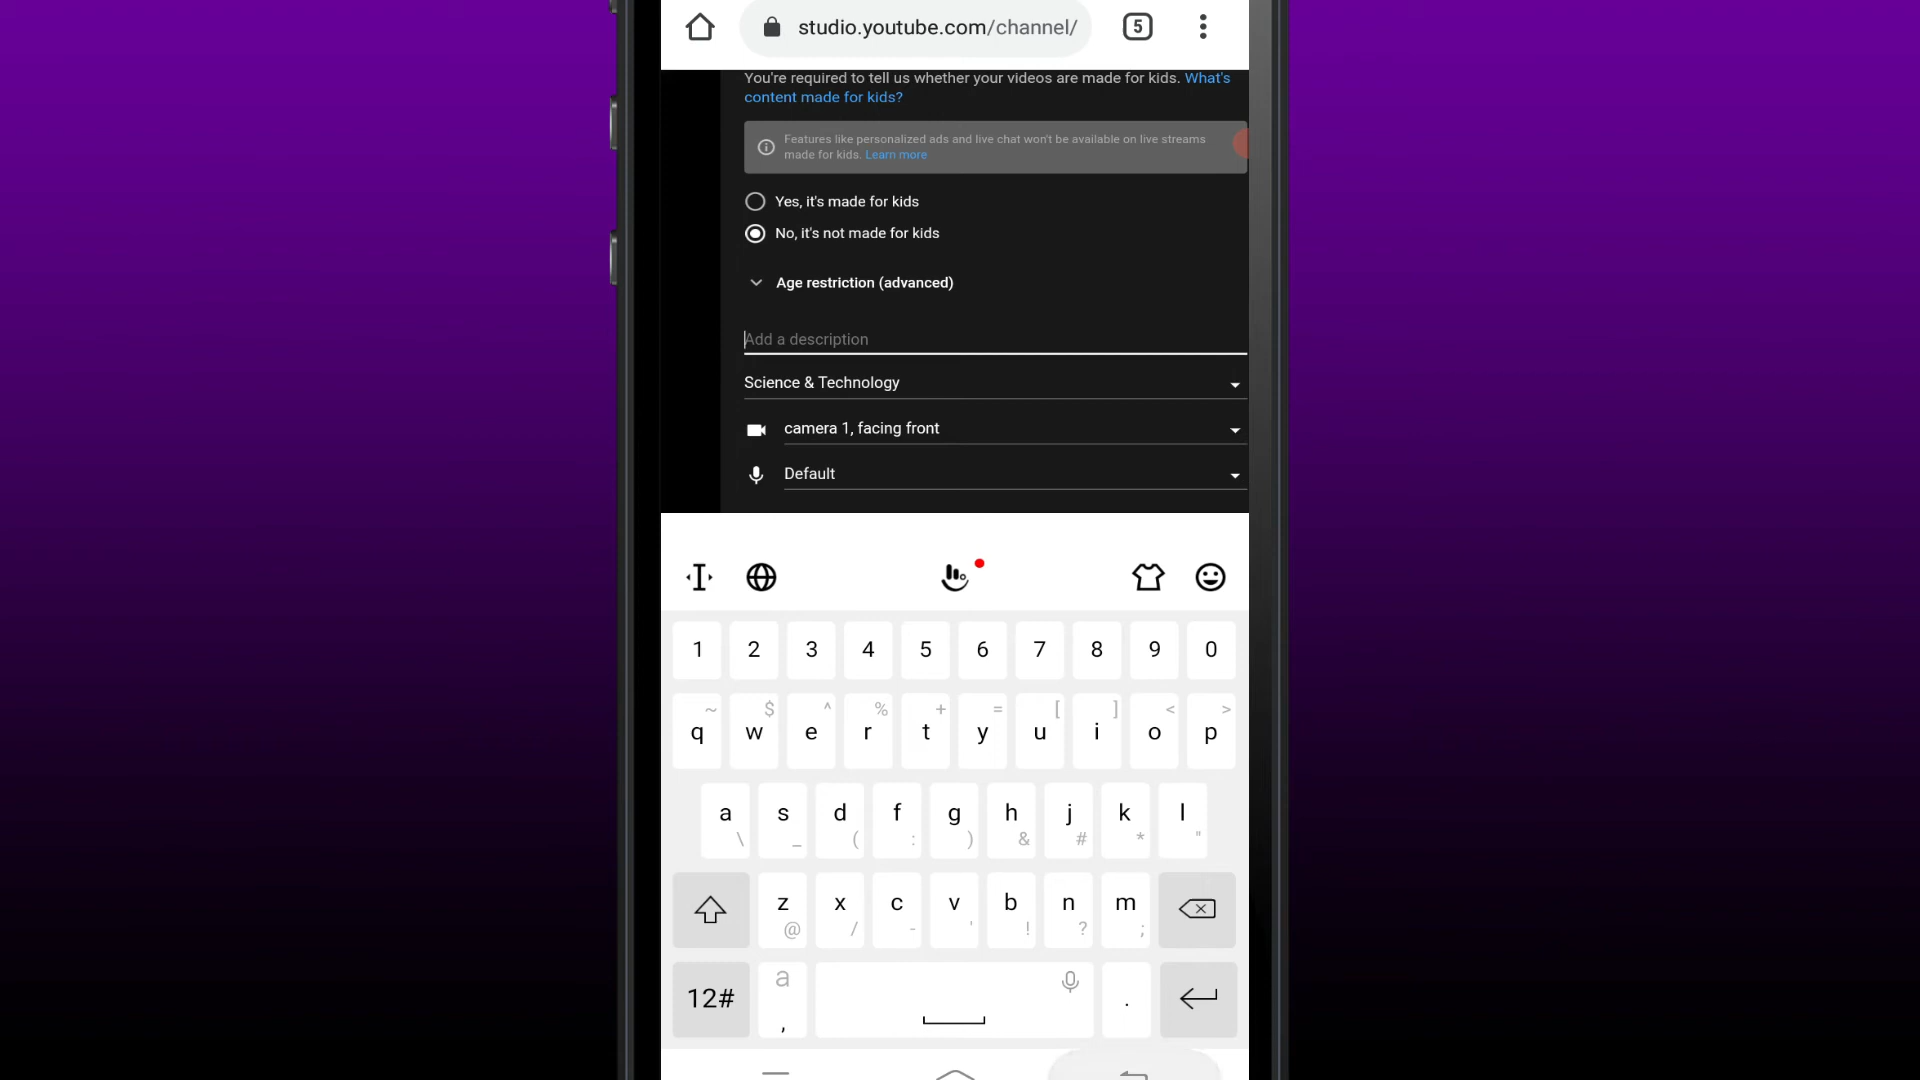 studio.youtube.com/channel/
5
You're required to tell us whether your videos are made for kids. What's
content made for kids?
Features like personalized ads and live chat won't be available on live streams
made for kids. Learn more
Yes, it's made for kids
No, it's not made for kids
Age restriction (advanced)
Add a description
Science & Technology
camera 1, facing front
Default
1 2 3 4 5 6 7 8 9 0
~ $ ^ % + = [ ] < >
q w e r t y u i o p
a s d f g h j k l
\ _ ( : ) & # * "
z x c v b n m
@ / - ' ! ? ;
12# a , .